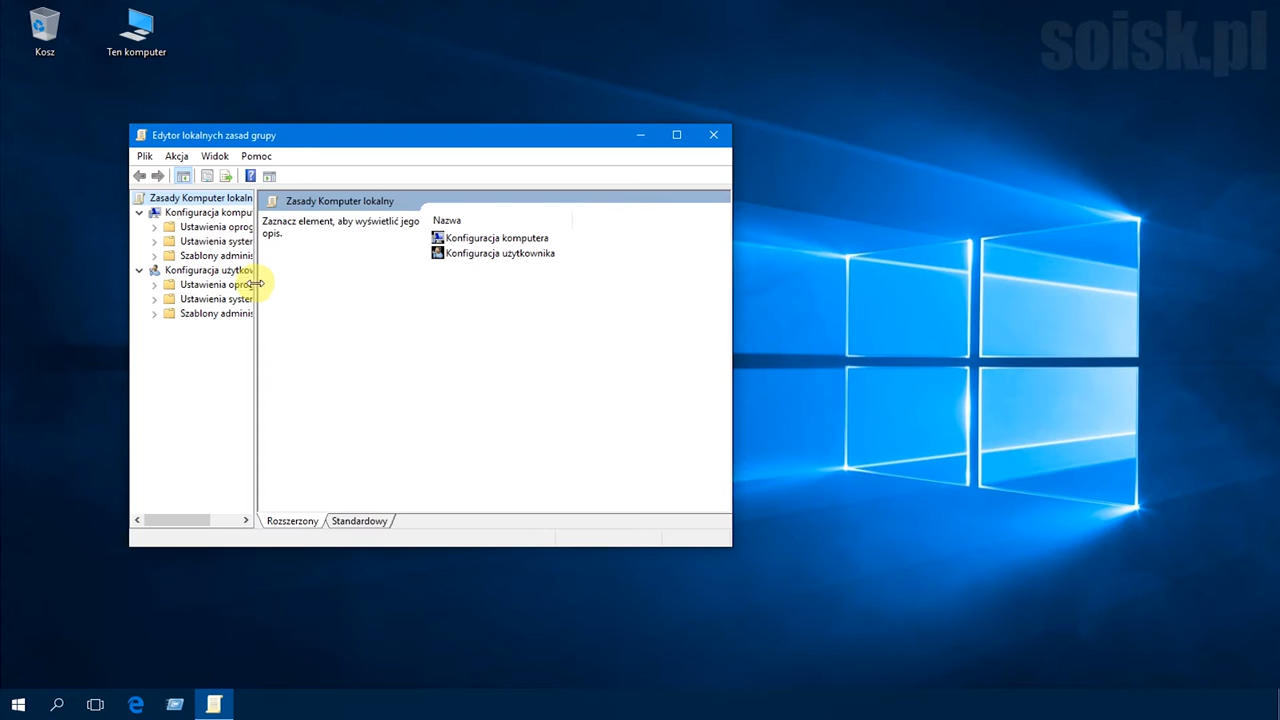 soisk.pl
Kosz
Ten komputer
Edytor lokalnych zasad grupy
Plik Akcja Widok Pomoc
Zasady Komputer lokaln
Konfiguracja kompu
Ustawienia oprog
Ustawienia syster
Szablony adminis
Konfiguracja użytkow
Ustawienia opro
Ustawienia syster
Szablony adminis
Zasady Komputer lokalny
Zaznacz element, aby wyświetlić jego
opis.
Nazwa
Konfiguracja komputera
Konfiguracja użytkownika
Rozszerzony Standardowy